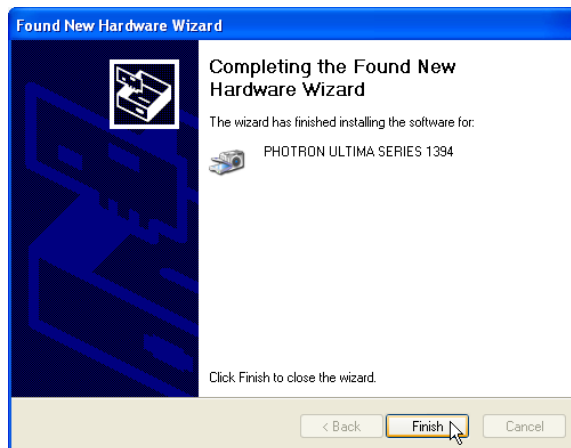 Found New Hardware Wizard
Completing the Found New
Hardware Wizard
The wizard has finished installing the software for:
PHOTRON ULTIMA SERIES 1394
Click Finish to close the wizard.
< Back Finish Cancel